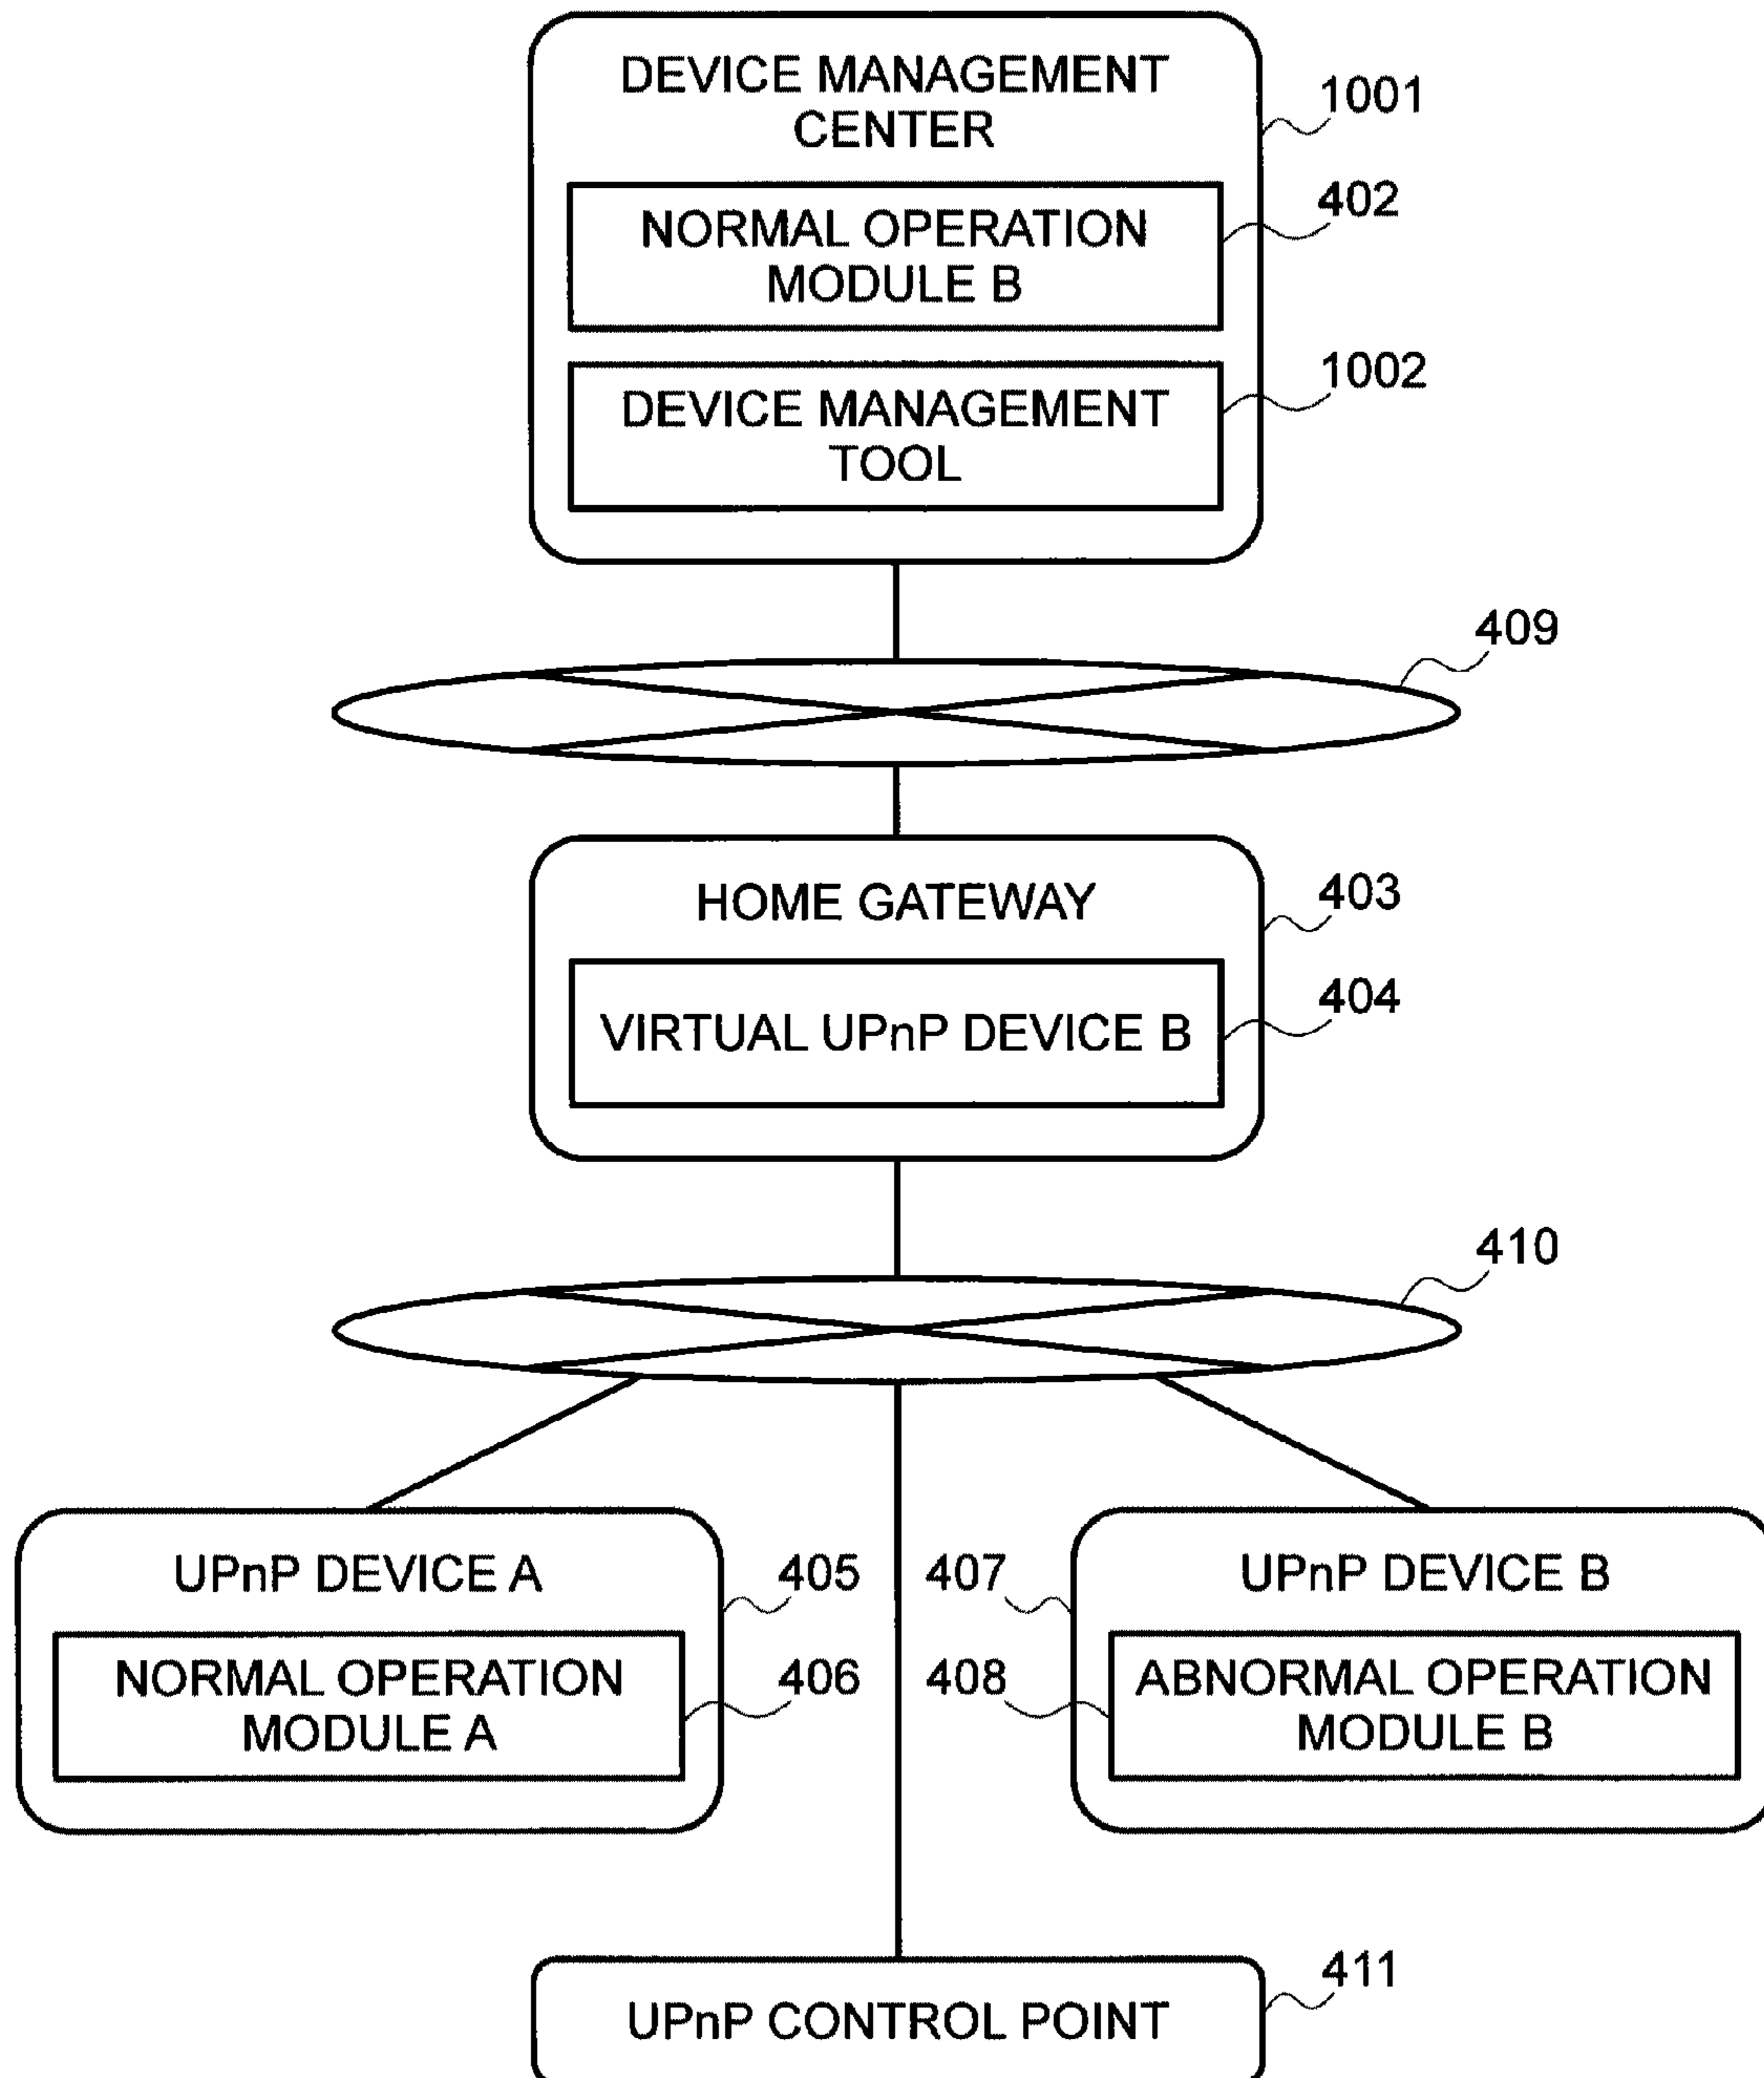 DEVICE MANAGEMENT
CENTER
1001
NORMAL OPERATION
MODULE B
402
DEVICE MANAGEMENT
TOOL
1002
409
HOME GATEWAY
403
VIRTUAL UPnP DEVICE B
404
410
UPnP DEVICE A
405
NORMAL OPERATION
MODULE A
406
407
UPnP DEVICE B
408
ABNORMAL OPERATION
MODULE B
UPnP CONTROL POINT
411